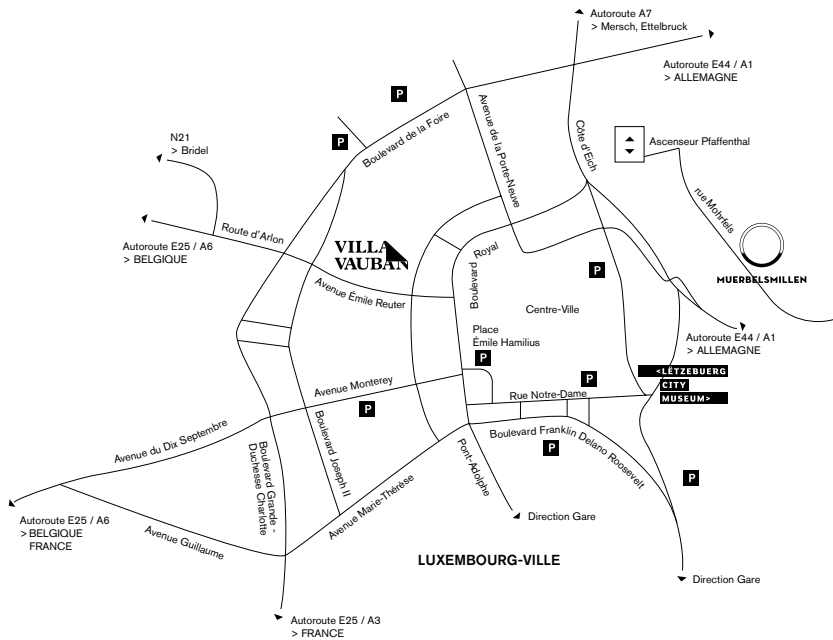 Autoroute A7
> Mersch, Ettelbruck
Autoroute E44 / A1
> ALLEMAGNE
P
P
Boulevard de la Foire
Avenue de la Porte-Neuve
Côte d'Eich
Ascenseur Pfaffenthal
N21
> Bridel
rue Mohrfels
Route d'Arlon
Autoroute E25 / A6
> BELGIQUE
VILLA
VAUBAN
Royal
Boulevard
P
MUERBELSMILLEN
Avenue Émile Reuter
Centre-Ville
Place
Émile Hamilius
P
Autoroute E44 / A1
> ALLEMAGNE
<LËTZEBUERG
CITY
MUSEUM>
Avenue Monterey
P
Rue Notre-Dame
P
Avenue du Dix Septembre
Boulevard Grande -
Duchesse Charlotte
Boulevard Joseph II
Avenue Marie-Thérèse
Pont-Adolphe
Boulevard Franklin Delano Roosevelt
P
P
Autoroute E25 / A6
> BELGIQUE
FRANCE
Avenue Guillaume
Direction Gare
LUXEMBOURG-VILLE
Direction Gare
Autoroute E25 / A3
> FRANCE